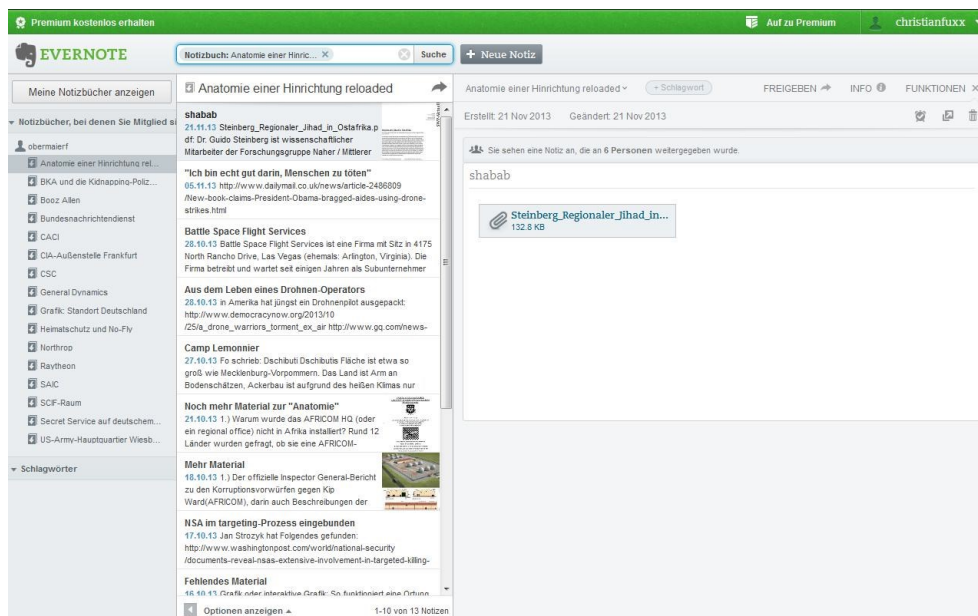 Premium kostenlos erhalten
Auf zu Premium
christianfuxx
EVERNOTE
Notizbuch: Anatomie einer Hinric... ×
Suche
+ Neue Notiz
Meine Notizbücher anzeigen
Notizbücher, bei denen Sie Mitglied si
obermaierf
Anatomie einer Hinrichtung rel...
BKA und die Kidnapping-Poliz...
Booz Allen
Bundesnachrichtendienst
CACI
CIA-Außenstelle Frankfurt
CSC
General Dynamics
Grafik: Standort Deutschland
Heimatschutz und No-Fly
Northrop
Raytheon
SAIC
SCIF-Raum
Secret Service auf deutschem...
US-Army-Hauptquartier Wiesb...
Schlagwörter
Anatomie einer Hinrichtung reloaded
shabab
21.11.13 Steinberg_Regionaler_Jihad_in_Ostafrika.p
df: Dr. Guido Steinberg ist wissenschaftlicher
Mitarbeiter der Forschungsgruppe Naher / Mittlerer
"Ich bin echt gut darin, Menschen zu töten"
05.11.13 http://www.dailymail.co.uk/news/article-2486809
/New-book-claims-President-Obama-bragged-aides-using-drone-
strikes.html
Battle Space Flight Services
28.10.13 Battle Space Flight Services ist eine Firma mit Sitz in 4175
North Rancho Drive, Las Vegas (ehemals: Arlington, Virginia). Die
Firma betreibt und wartet seit einigen Jahren als Subunternehmer
Aus dem Leben eines Drohnen-Operators
28.10.13 in Amerika hat jüngst ein Drohnenpilot ausgepackt:
http://www.democracynow.org/2013/10
/25/a_drone_warriors_torment_ex_air http://www.gq.com/news-
Camp Lemonnier
27.10.13 Fo schrieb: Dschibuti Dschibutis Fläche ist etwa so
groß wie Mecklenburg-Vorpommern. Das Land ist Arm an
Bodenschätzen, Ackerbau ist aufgrund des heißen Klimas nur
Noch mehr Material zur "Anatomie"
21.10.13 1.) Warum wurde das AFRICOM HQ (oder
ein regional office) nicht in Afrika installiert? Rund 12
Länder wurden gefragt, ob sie eine AFRICOM-
Mehr Material
18.10.13 1.) Der offizielle Inspector General-Bericht
zu den Korruptionsvorwürfen gegen Kip
Ward(AFRICOM), darin auch Beschreibungen der
NSA im targeting-Prozess eingebunden
17.10.13 Jan Strozyk hat Folgendes gefunden:
http://www.washingtonpost.com/world/national-security
/documents-reveal-nsas-extensive-involvement-in-targeted-killing-
Fehlendes Material
16.10.13 Grafik oder interaktive Grafik: So funktioniert eine Ortung
Optionen anzeigen
1-10 von 13 Notizen
Anatomie einer Hinrichtung reloaded
+ Schlagwort
FREIGEBEN
INFO
FUNKTIONEN ×
Erstellt: 21 Nov 2013 Geändert: 21 Nov 2013
Sie sehen eine Notiz an, die an 6 Personen weitergegeben wurde.
shabab
Steinberg_Regionaler_Jihad_in...
132.8 KB